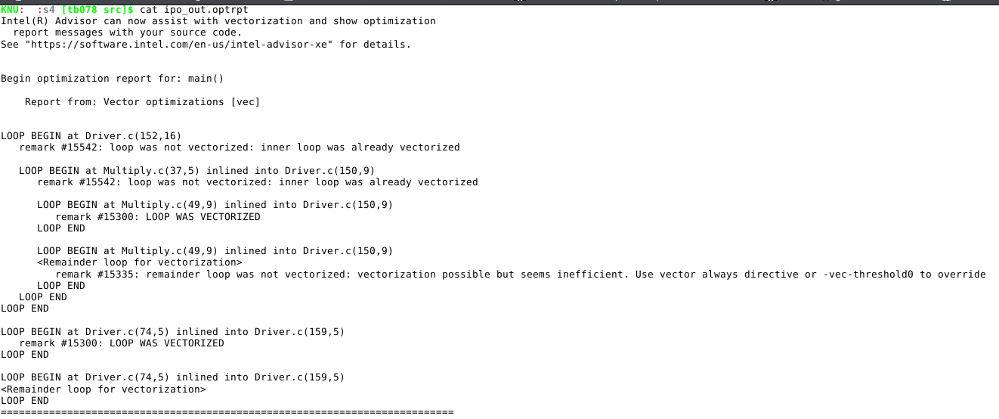 KNU: :s4 [tb078 src]$ cat ipo_out.optrpt
Intel(R) Advisor can now assist with vectorization and show optimization
  report messages with your source code.
See "https://software.intel.com/en-us/intel-advisor-xe" for details.
Begin optimization report for: main()
    Report from: Vector optimizations [vec]
LOOP BEGIN at Driver.c(152,16)
   remark #15542: loop was not vectorized: inner loop was already vectorized
   LOOP BEGIN at Multiply.c(37,5) inlined into Driver.c(150,9)
      remark #15542: loop was not vectorized: inner loop was already vectorized
      LOOP BEGIN at Multiply.c(49,9) inlined into Driver.c(150,9)
         remark #15300: LOOP WAS VECTORIZED
      LOOP END
      LOOP BEGIN at Multiply.c(49,9) inlined into Driver.c(150,9)
      <Remainder loop for vectorization>
         remark #15335: remainder loop was not vectorized: vectorization possible but seems inefficient. Use vector always directive or -vec-threshold0 to override
      LOOP END
   LOOP END
LOOP END
LOOP BEGIN at Driver.c(74,5) inlined into Driver.c(159,5)
   remark #15300: LOOP WAS VECTORIZED
LOOP END
LOOP BEGIN at Driver.c(74,5) inlined into Driver.c(159,5)
<Remainder loop for vectorization>
LOOP END
===========================================================================